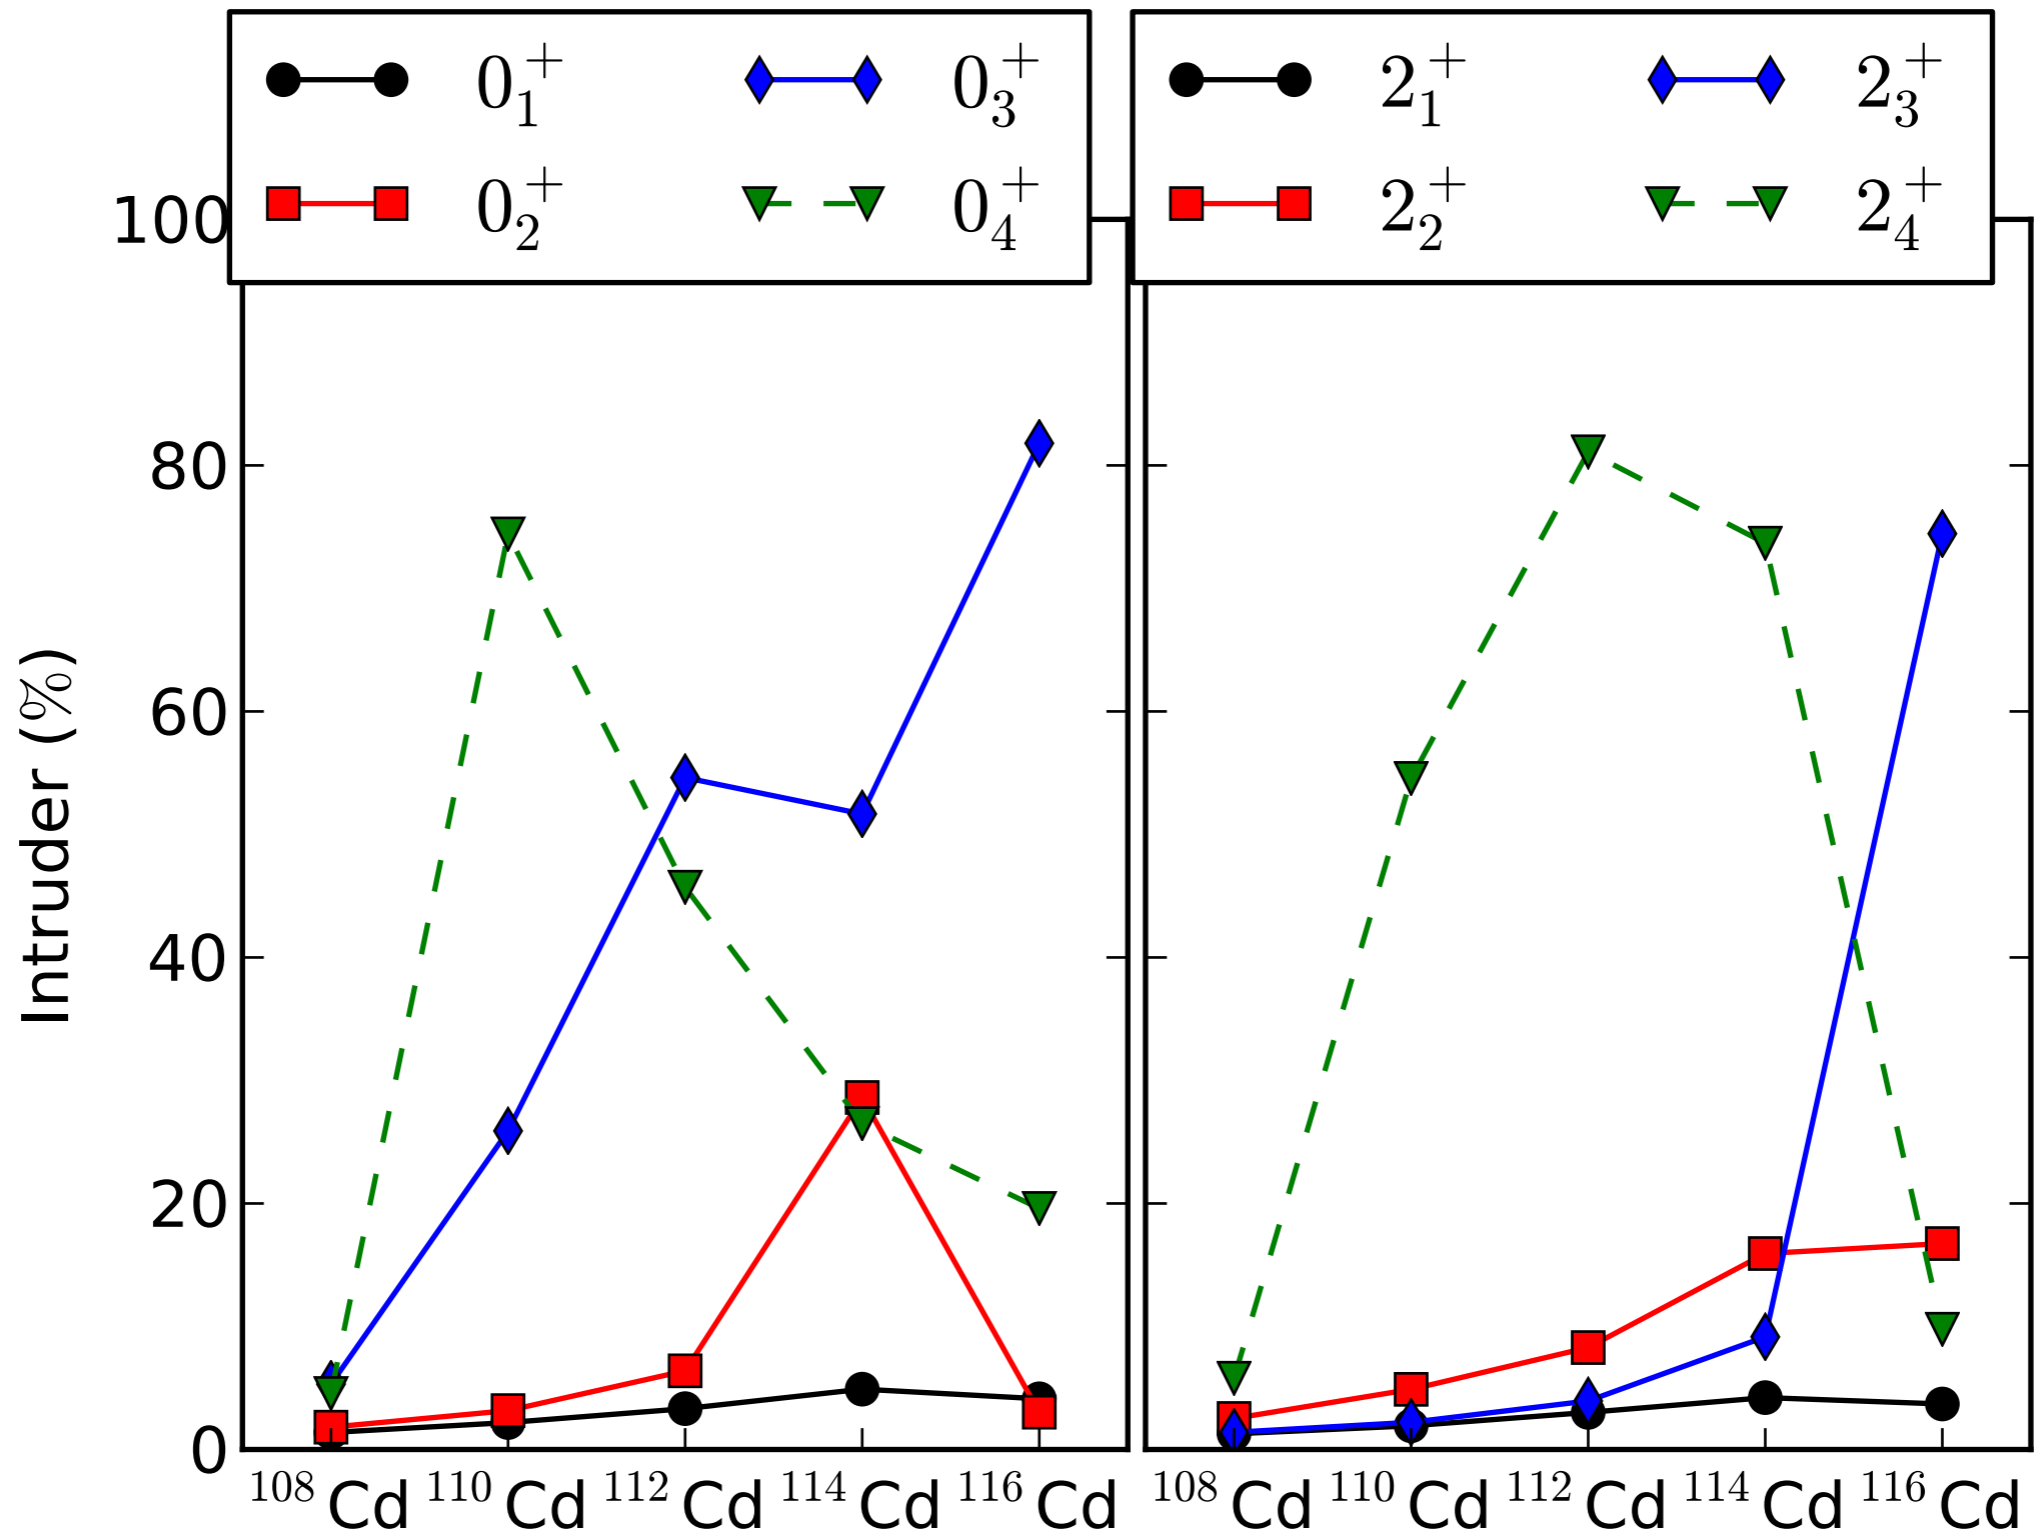 0₁⁺ 0₃⁺ 2₁⁺ 2₃⁺
0₂⁺ 0₄⁺ 2₂⁺ 2₄⁺
100
80
60
40
20
0
Intruder (%)
¹⁰⁸Cd ¹¹⁰Cd ¹¹²Cd ¹¹⁴Cd ¹¹⁶Cd ¹⁰⁸Cd ¹¹⁰Cd ¹¹²Cd ¹¹⁴Cd ¹¹⁶Cd